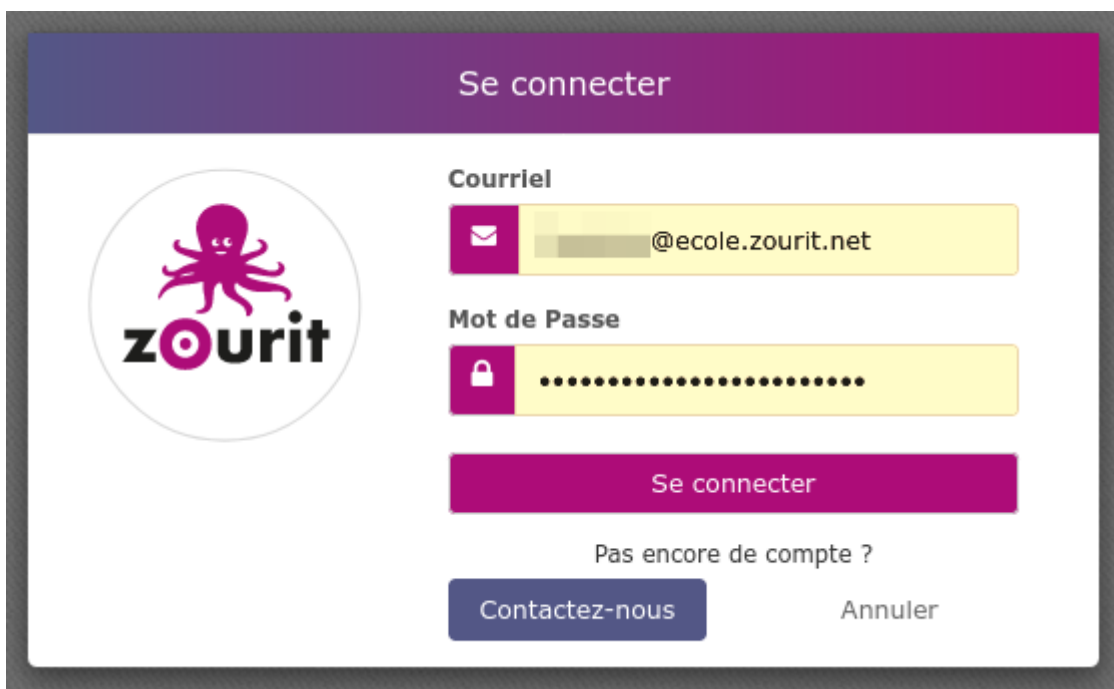 Se connecter
Courriel
@ecole.zourit.net
zourit
Mot de Passe
Se connecter
Pas encore de compte ?
Contactez-nous
Annuler